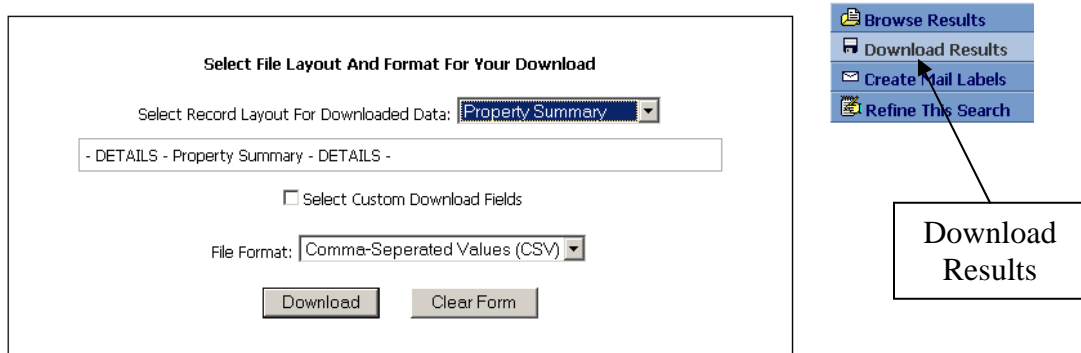 Select File Layout And Format For Your Download
Select Record Layout For Downloaded Data: Property Summary
- DETAILS - Property Summary - DETAILS -
Select Custom Download Fields
File Format: Comma-Seperated Values (CSV)
Download Clear Form
Browse Results
Download Results
Create Mail Labels
Refine This Search
Download
Results